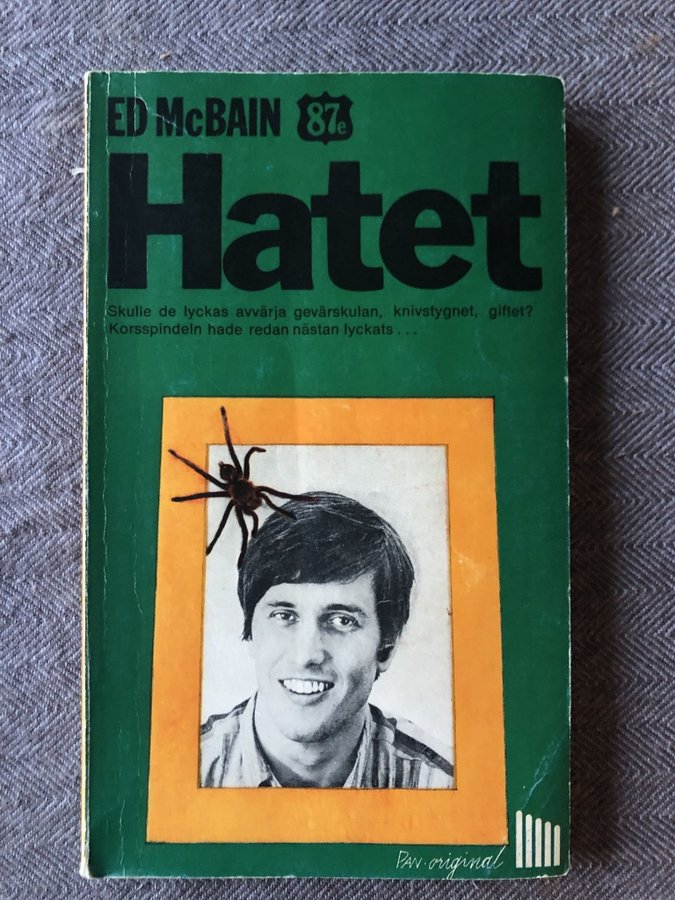 ED McBAIN 87e
Hatet
Skulle de lyckas avvärja gevärskulan, knivstygnet, giftet?
Korsspindeln hade redan nästan lyckats...
PAN-original